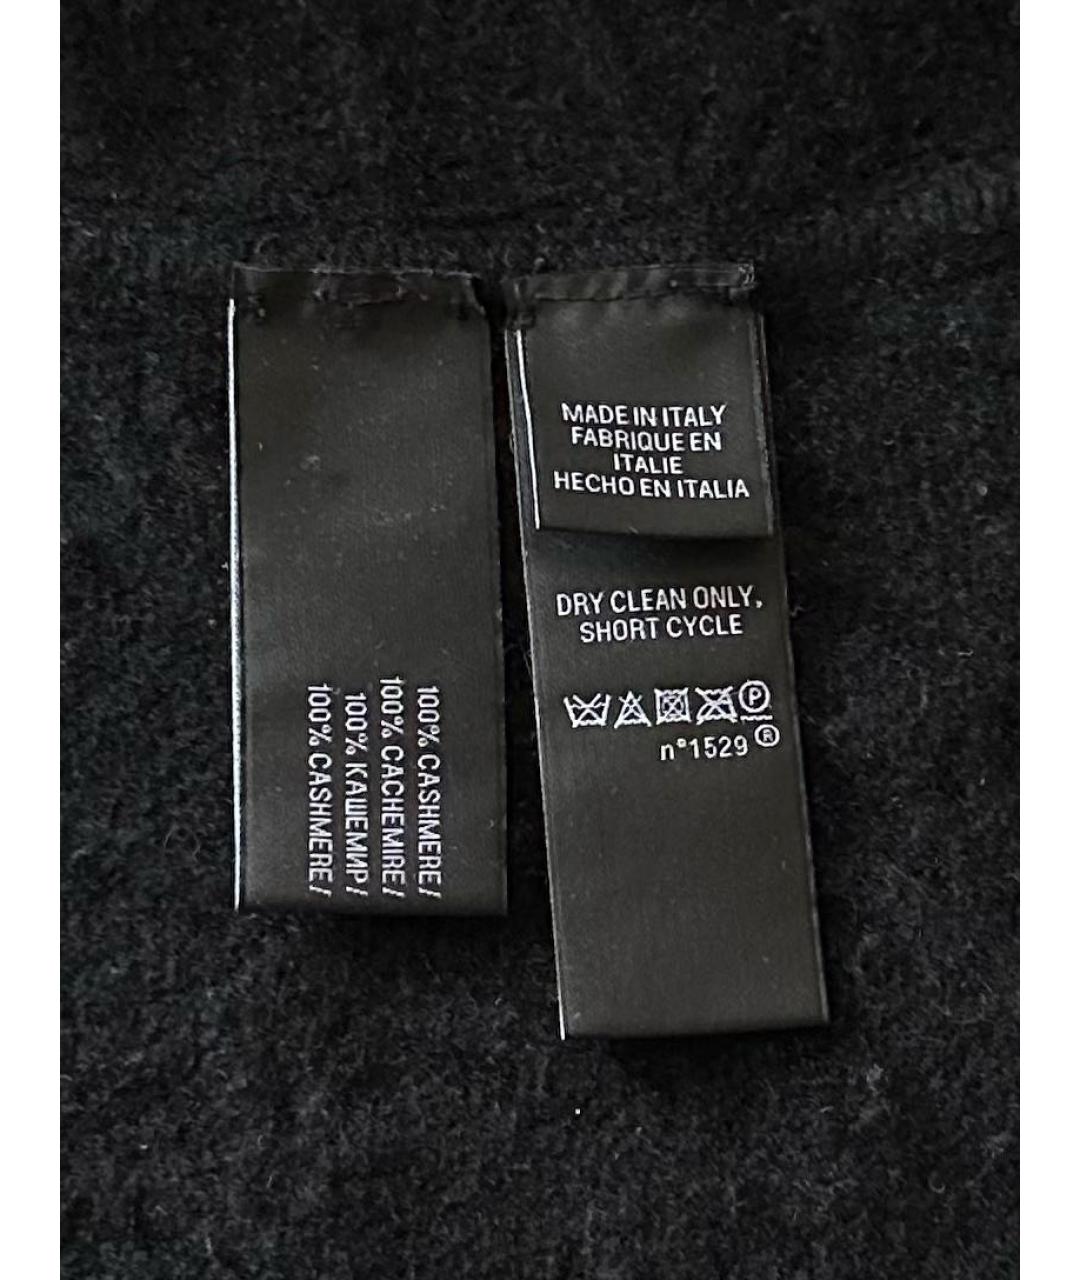 100% CASHMERE/
100% CACHEMIRE/
100% КАШЕМИР/
100% CASHMERE/
MADE IN ITALY
FABRIQUE EN
ITALIE
HECHO EN ITALIA
DRY CLEAN ONLY,
SHORT CYCLE
P
n°1529 ®